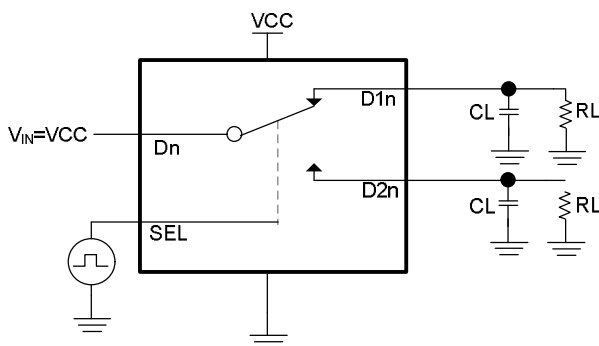 VCC
D1n
CL
RL
V_IN=VCC
Dn
D2n
CL
RL
SEL